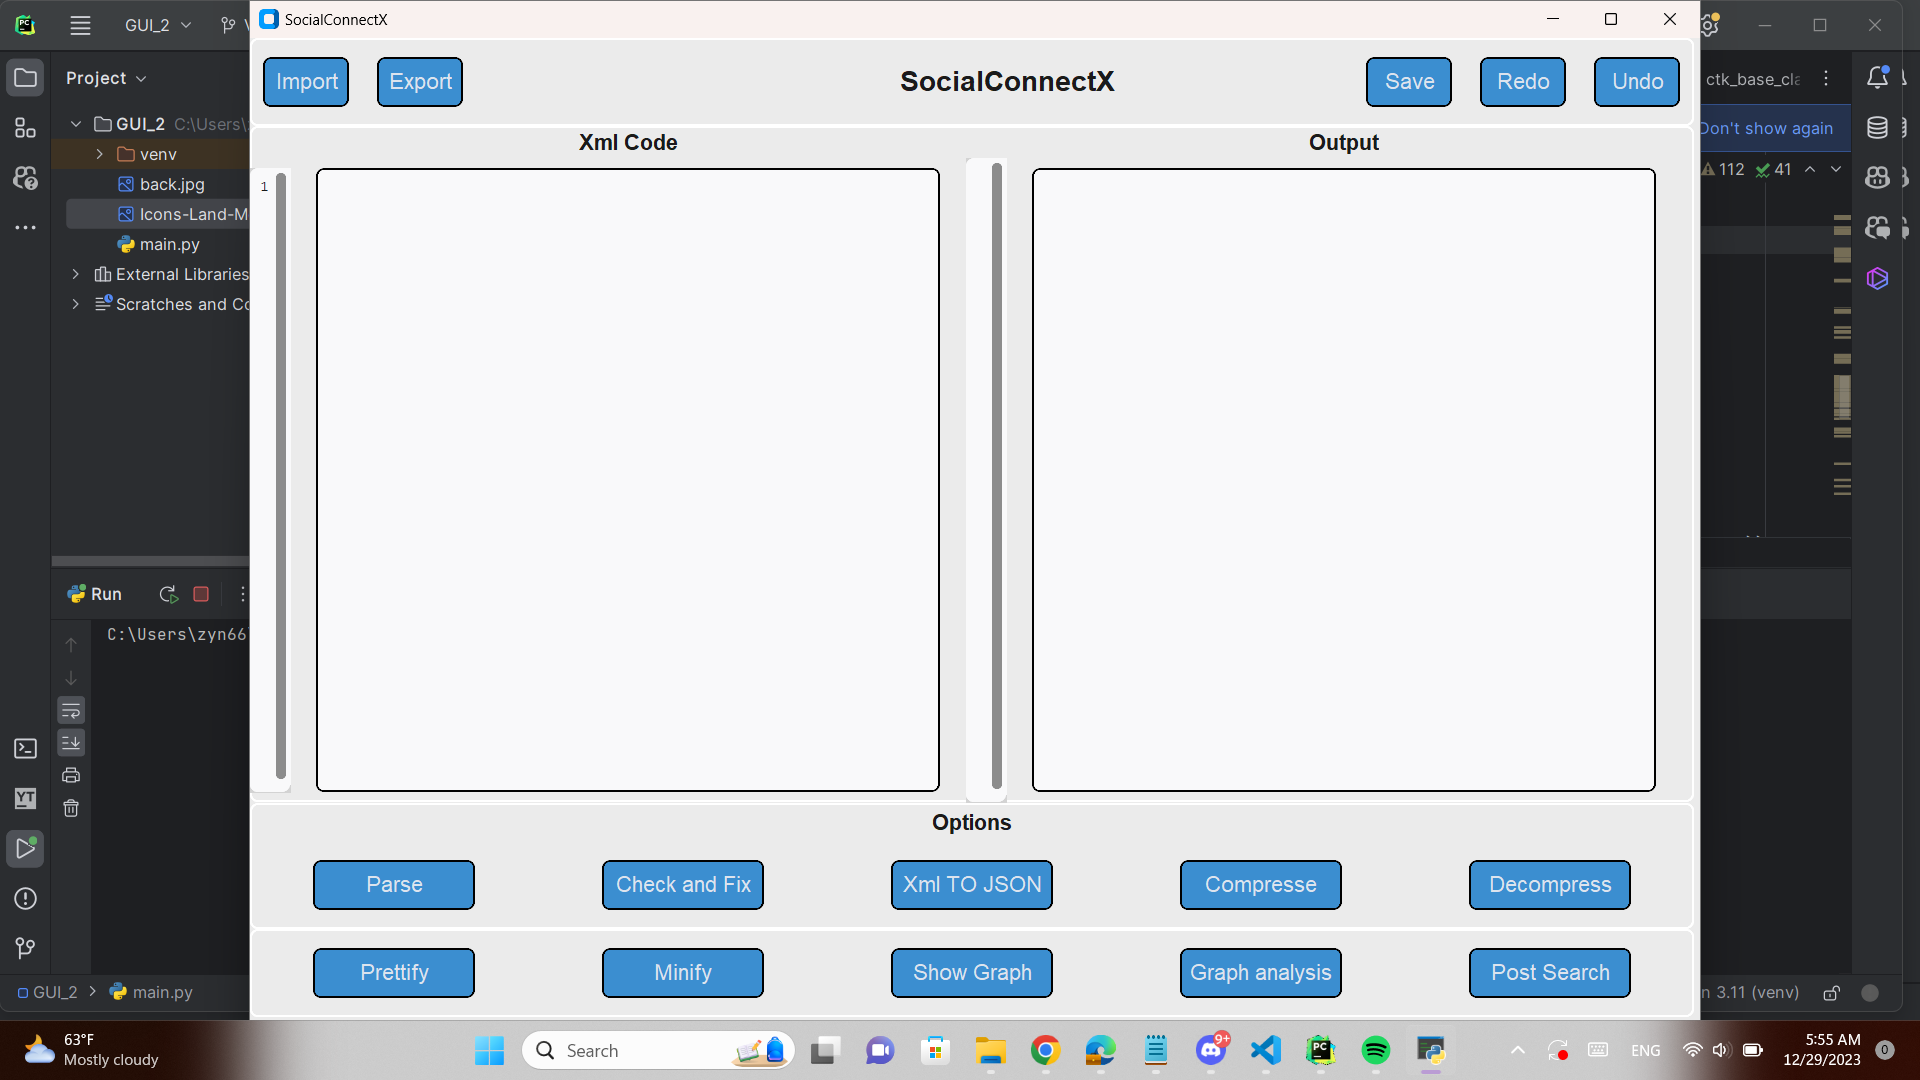 GUI_2
SocialConnectX
Import
Export
SocialConnectX
Save
Redo
Undo
Project
GUI_2 C:\Users\
venv
back.jpg
Icons-Land-M
main.py
External Libraries
Scratches and Co
Xml Code
Output
1
ctk_base_cla
Don't show again
112
41
Run
C:\Users\zyn66
Options
Parse
Check and Fix
Xml TO JSON
Compresse
Decompress
Prettify
Minify
Show Graph
Graph analysis
Post Search
GUI_2 > main.py
n 3.11 (venv)
63°F
Mostly cloudy
Search
9+
ENG
5:55 AM
12/29/2023
0